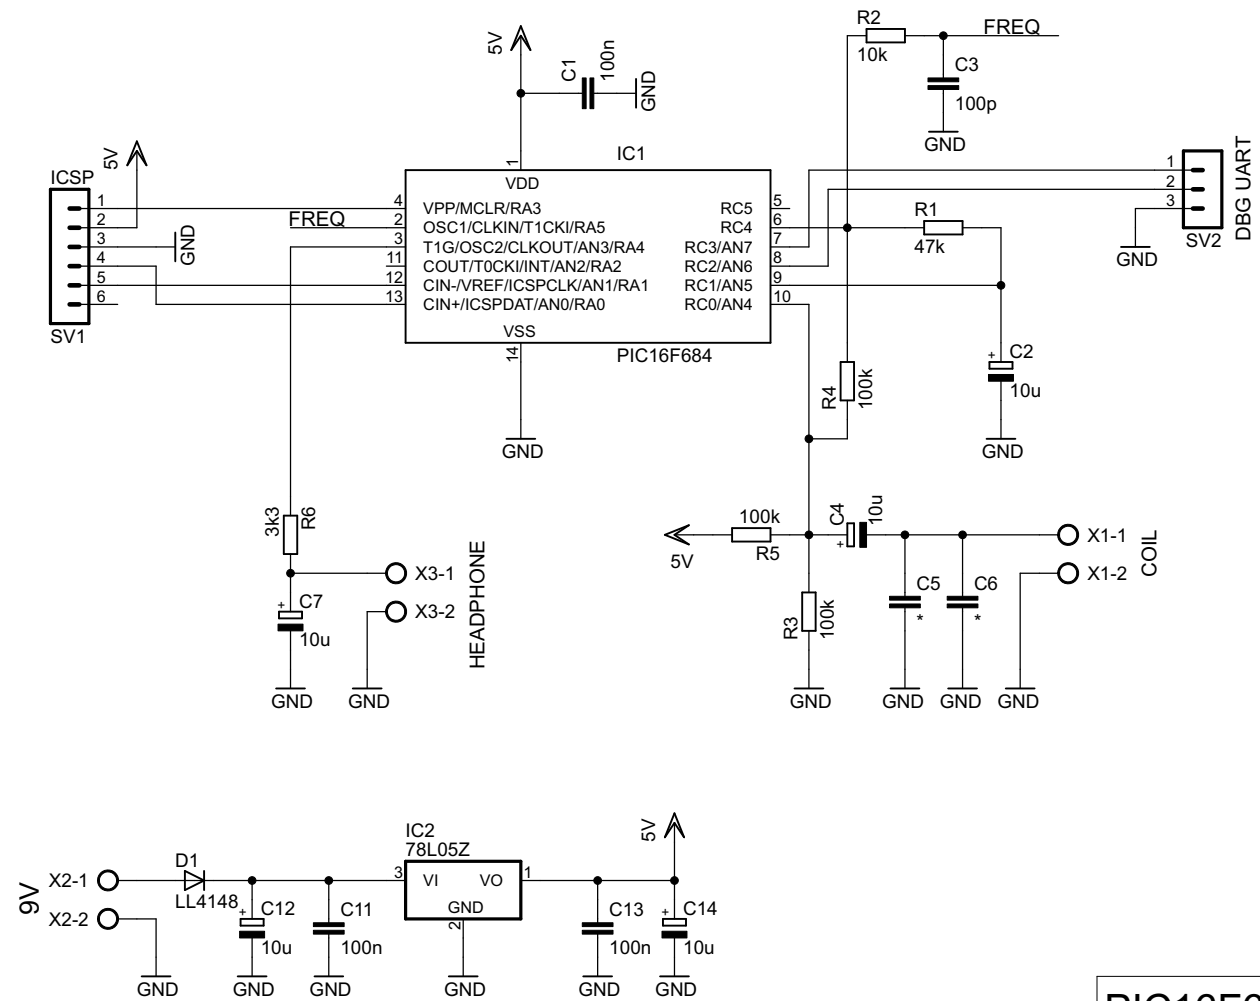 R2
FREQ
10k
C3
100p
GND
5V
C1
100n
GND
IC1
1
VDD
4 VPP/MCLR/RA3 RC5 5
FREQ 2 OSC1/CLKIN/T1CKI/RA5 RC4 6
3 T1G/OSC2/CLKOUT/AN3/RA4 RC3/AN7 7
11 COUT/T0CKI/INT/AN2/RA2 RC2/AN6 8
12 CIN-/VREF/ICSPCLK/AN1/RA1 RC1/AN5 9
13 CIN+/ICSPDAT/AN0/RA0 RC0/AN4 10
VSS
14
PIC16F684
GND
ICSP
5V
1
2
3
4
5
6
GND
SV1
1
2
3
SV2
DBG UART
GND
R1
47k
+
C2
10u
GND
R4
100k
3k3
R6
X3-1
X3-2
HEADPHONE
+
C7
10u
GND
GND
5V
100k
R5
C4
+
10u
R3
100k
GND
C5
*
GND
C6
*
GND
X1-1
X1-2
COIL
GND
9V
X2-1
X2-2
GND
D1
LL4148
+
C12
10u
GND
C11
100n
GND
IC2
78L05Z
3 VI VO 1
GND
2
GND
C13
100n
GND
5V
+
C14
10u
GND